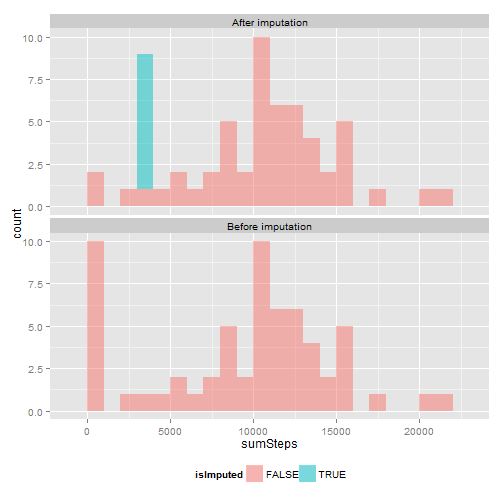 After imputation
10.0
7.5
5.0
2.5
0.0
Before imputation
10.0
7.5
5.0
2.5
0.0
count
0 5000 10000 15000 20000
sumSteps
isImputed FALSE TRUE